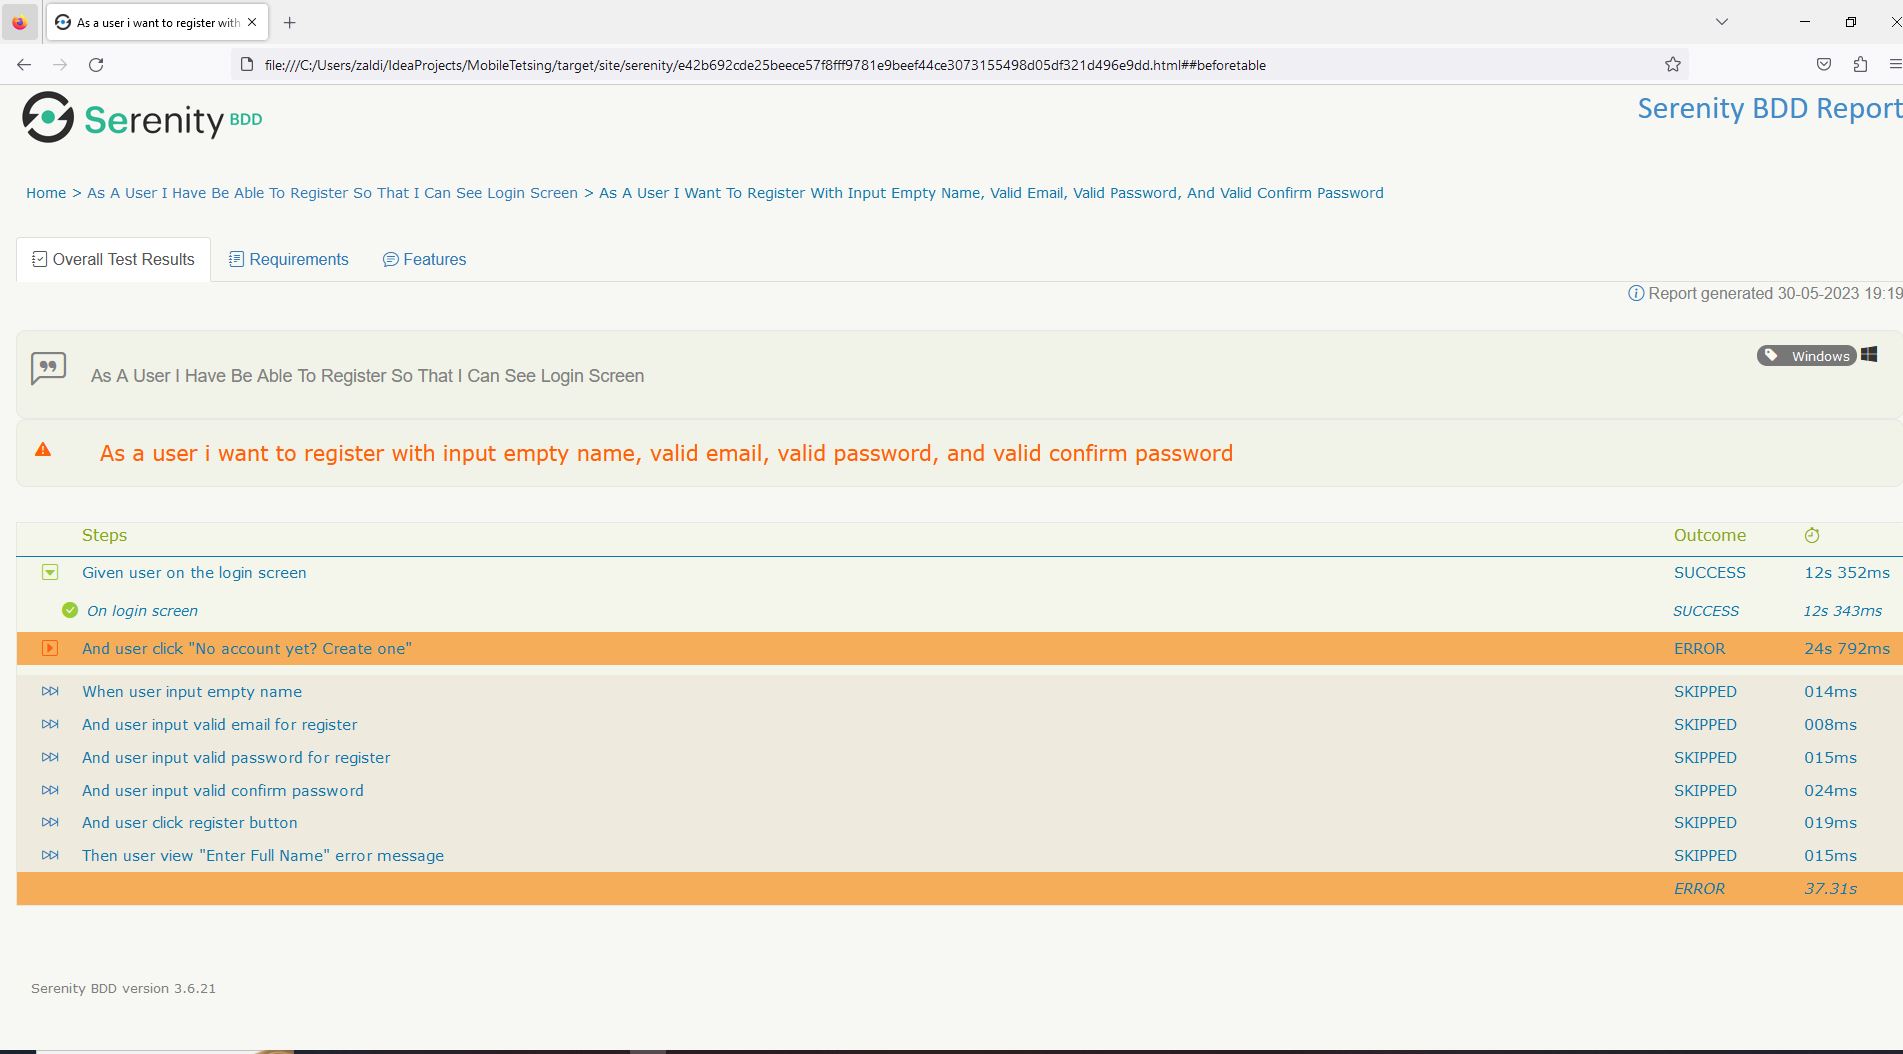 As a user i want to register with
file:///C:/Users/zaldi/IdeaProjects/MobileTetsing/target/site/serenity/e42b692cde25beece57f8fff9781e9beef44ce3073155498d05df321d496e9dd.html##beforetable
Serenity BDD
Serenity BDD Report
Home > As A User I Have Be Able To Register So That I Can See Login Screen > As A User I Want To Register With Input Empty Name, Valid Email, Valid Password, And Valid Confirm Password
Overall Test Results Requirements Features
Report generated 30-05-2023 19:19
Windows
As A User I Have Be Able To Register So That I Can See Login Screen
As a user i want to register with input empty name, valid email, valid password, and valid confirm password
Steps Outcome
Given user on the login screen SUCCESS 12s 352ms
On login screen SUCCESS 12s 343ms
And user click "No account yet? Create one" ERROR 24s 792ms
When user input empty name SKIPPED 014ms
And user input valid email for register SKIPPED 008ms
And user input valid password for register SKIPPED 015ms
And user input valid confirm password SKIPPED 024ms
And user click register button SKIPPED 019ms
Then user view "Enter Full Name" error message SKIPPED 015ms
ERROR 37.31s
Serenity BDD version 3.6.21